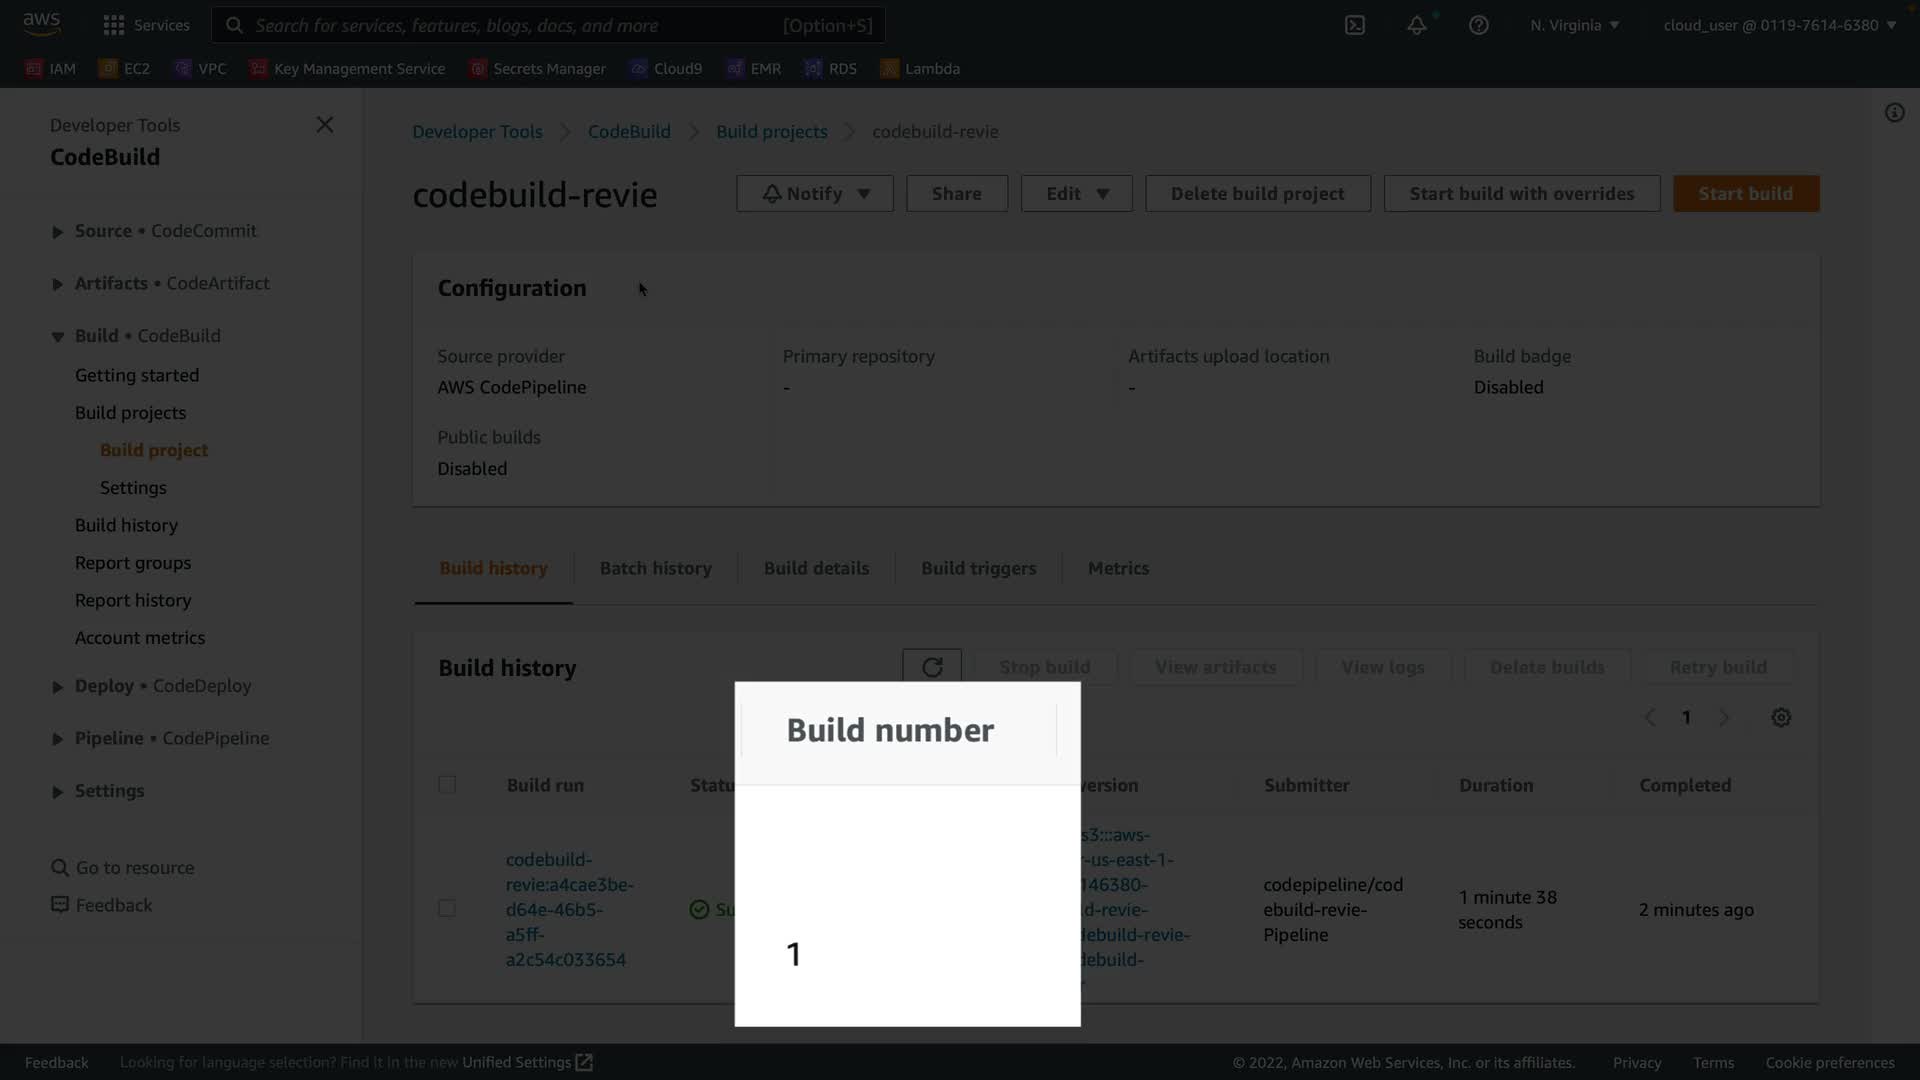 aws
Services
Search for services, features, blogs, docs, and more [Option+S]
N. Virginia
cloud_user @ 0119-7614-6380
IAM
EC2
VPC
Key Management Service
Secrets Manager
Cloud9
EMR
RDS
Lambda
Developer Tools
CodeBuild
Source • CodeCommit
Artifacts • CodeArtifact
Build • CodeBuild
Getting started
Build projects
Build project
Settings
Build history
Report groups
Report history
Account metrics
Deploy • CodeDeploy
Pipeline • CodePipeline
Settings
Go to resource
Feedback
Developer Tools
CodeBuild
Build projects
codebuild-revie
codebuild-revie
Notify
Share
Edit
Delete build project
Start build with overrides
Start build
Configuration
Source provider
AWS CodePipeline
Primary repository
-
Artifacts upload location
-
Build badge
Disabled
Public builds
Disabled
Build history
Batch history
Build details
Build triggers
Metrics
Build history
Stop build
View artifacts
View logs
Delete builds
Retry build
1
Build run
Statu
Build number
version
Submitter
Duration
Completed
codebuild-
revie:a4cae3be-
d64e-46b5-
a5ff-
a2c54c033654
Su
1
s3:::aws-
-us-east-1-
146380-
ld-revie-
debuild-revie-
debuild-
codepipeline/cod
ebuild-revie-
Pipeline
1 minute 38
seconds
2 minutes ago
Feedback
Looking for language selection? Find it in the new Unified Settings
© 2022, Amazon Web Services, Inc. or its affiliates.
Privacy
Terms
Cookie preferences